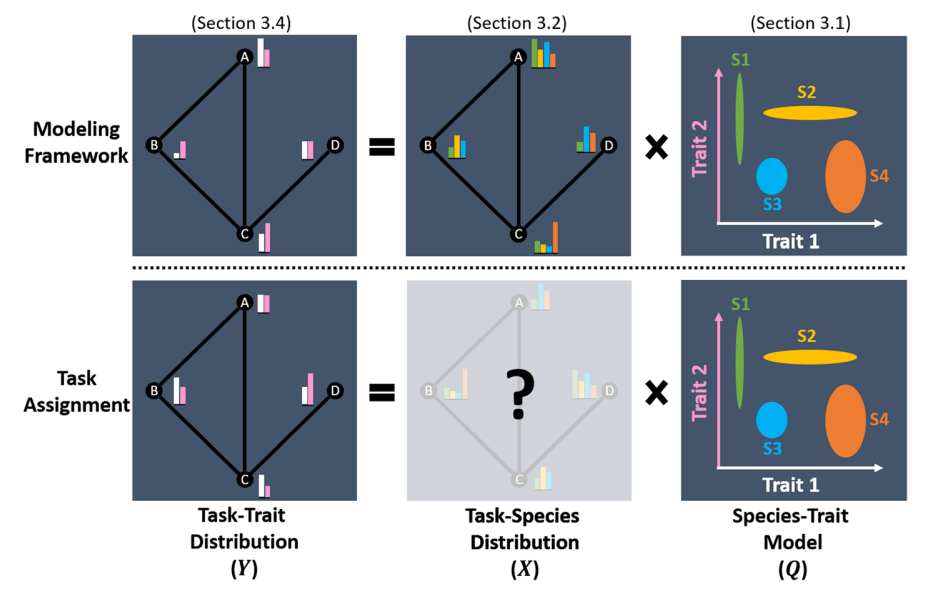 (Section 3.4) (Section 3.2) (Section 3.1)
Modeling
Framework
A
B
D
C
=
A
B
D
C
×
S1
S2
S3
S4
Trait 2
Trait 1
Task
Assignment
A
B
D
C
=
A
B
?
D
C
×
S1
S2
S3
S4
Trait 2
Trait 1
Task-Trait
Distribution
(Y)
Task-Species
Distribution
(X)
Species-Trait
Model
(Q)